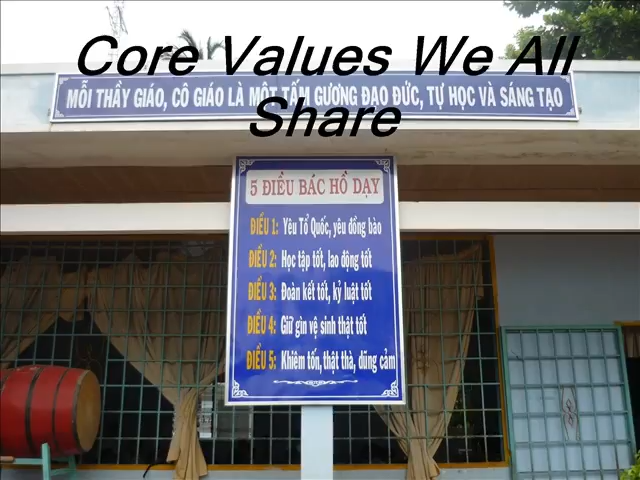 Core Values We All
Share
MỖI THẦY GIÁO, CÔ GIÁO LÀ MỘT TẤM GƯƠNG ĐẠO ĐỨC, TỰ HỌC VÀ SÁNG TẠO
5 ĐIỀU BÁC HỒ DẠY
ĐIỀU 1: Yêu Tổ Quốc, yêu đồng bào
ĐIỀU 2: Học tập tốt, lao động tốt
ĐIỀU 3: Đoàn kết tốt, kỷ luật tốt
ĐIỀU 4: Giữ gìn vệ sinh thật tốt
ĐIỀU 5: Khiêm tốn, thật thà, dũng cảm